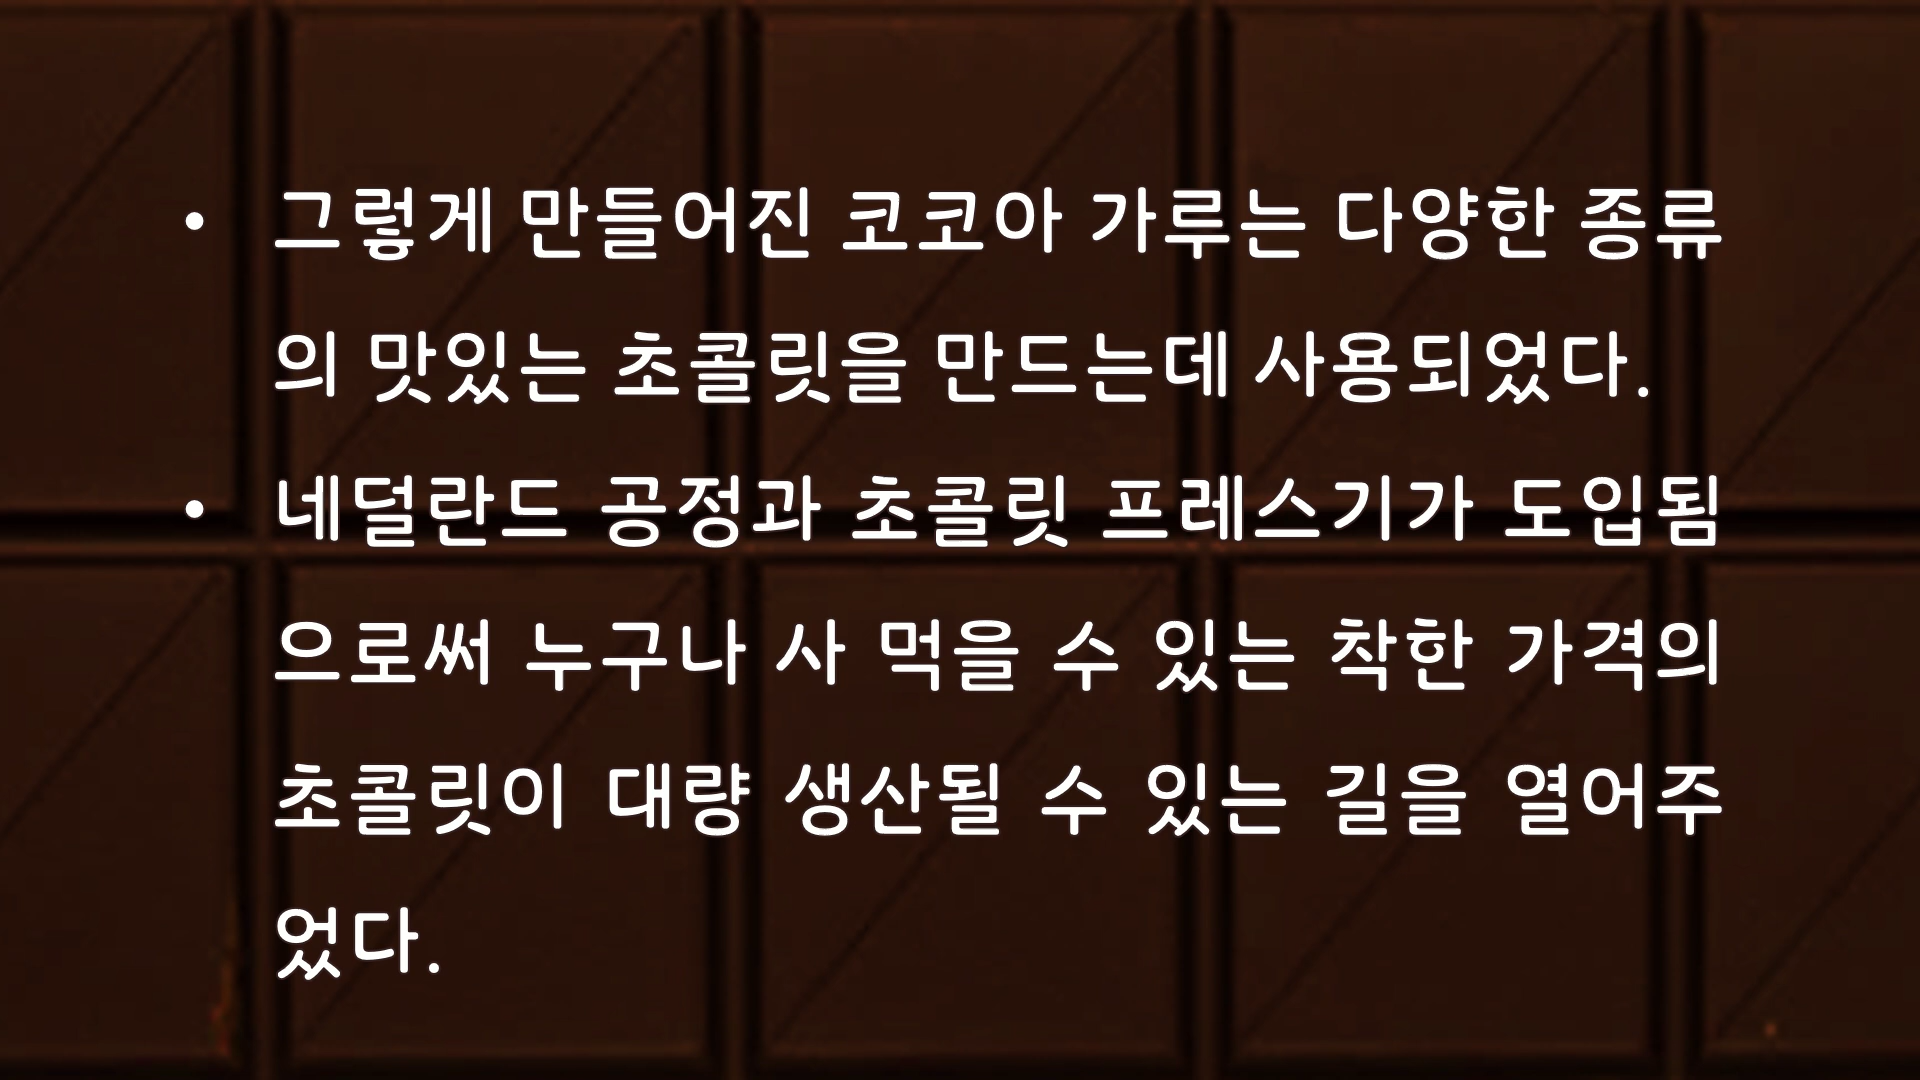 • 그렇게 만들어진 코코아 가루는 다양한 종류
의 맛있는 초콜릿을 만드는데 사용되었다.
• 네덜란드 공정과 초콜릿 프레스기가 도입됨
으로써 누구나 사 먹을 수 있는 착한 가격의
초콜릿이 대량 생산될 수 있는 길을 열어주
었다.